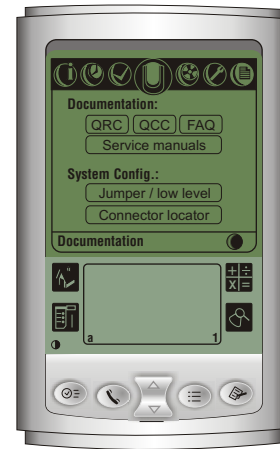 Documentation:
QRC QCC FAQ
Service manuals
System Config.:
Jumper / low level
Connector locator
Documentation
a 1